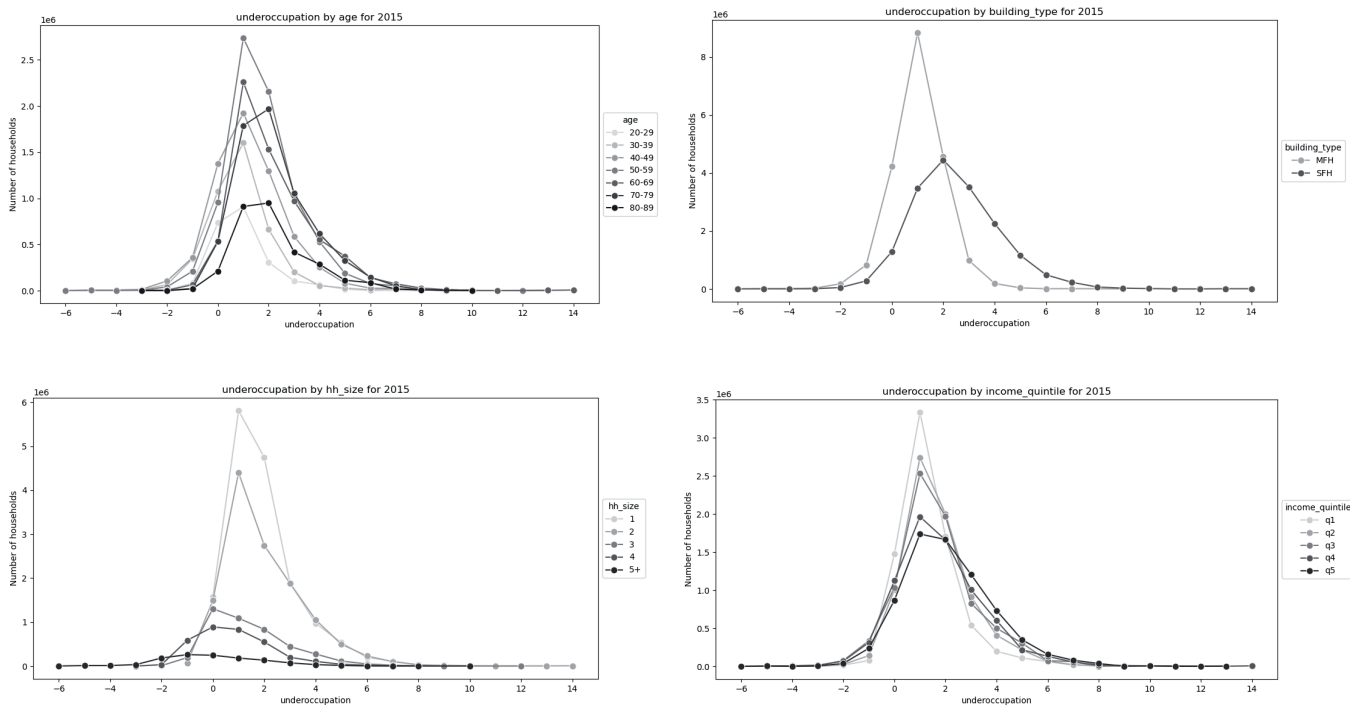 underoccupation by age for 2015
1e6
Number of households
2.5
2.0
1.5
1.0
0.5
0.0
−6 −4 −2 0 2 4 6 8 10 12 14
underoccupation
age
20-29
30-39
40-49
50-59
60-69
70-79
80-89
underoccupation by building_type for 2015
1e6
Number of households
8
6
4
2
0
−6 −4 −2 0 2 4 6 8 10 12 14
underoccupation
building_type
MFH
SFH
underoccupation by hh_size for 2015
1e6
Number of households
6
5
4
3
2
1
0
−6 −4 −2 0 2 4 6 8 10 12 14
underoccupation
hh_size
1
2
3
4
5+
underoccupation by income_quintile for 2015
1e6
Number of households
3.5
3.0
2.5
2.0
1.5
1.0
0.5
0.0
−6 −4 −2 0 2 4 6 8 10 12 14
underoccupation
income_quintile
q1
q2
q3
q4
q5